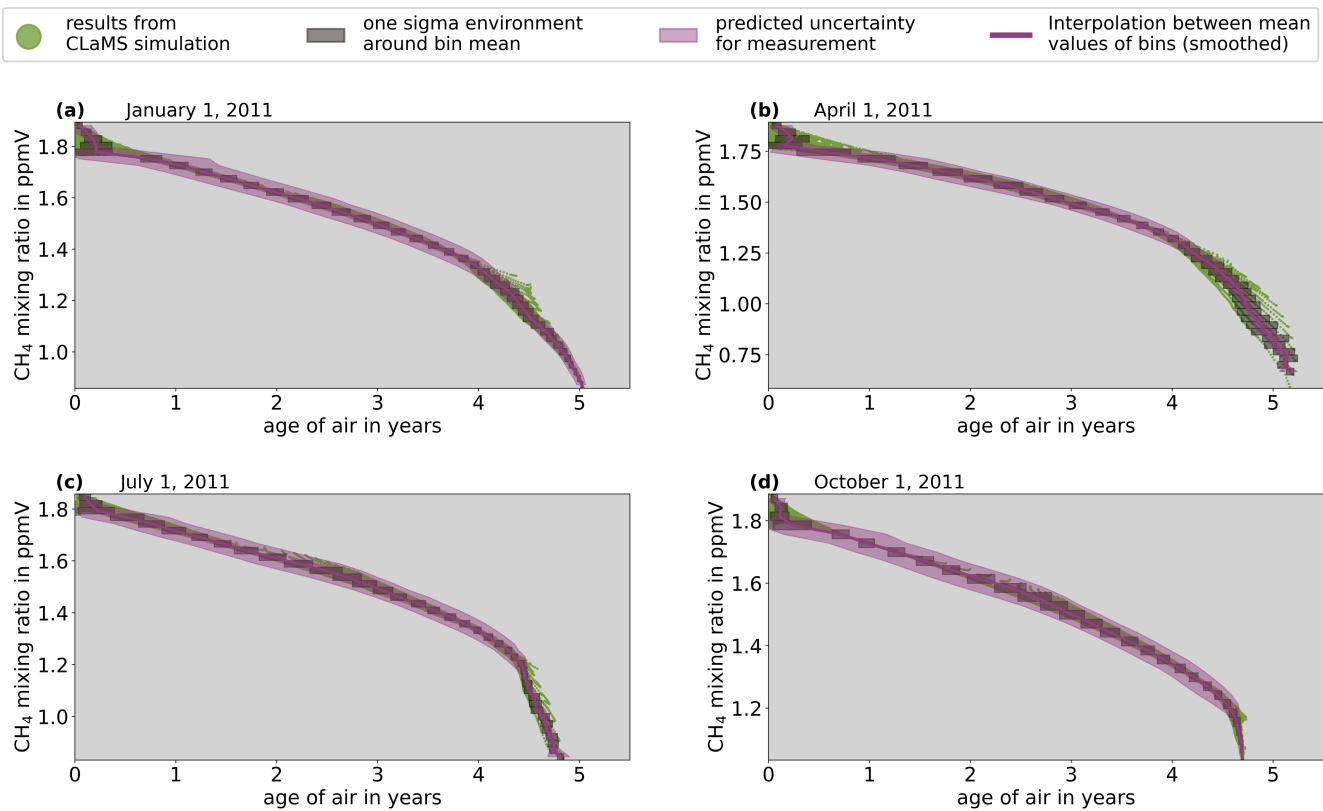 results from
CLaMS simulation
one sigma environment
around bin mean
predicted uncertainty
for measurement
Interpolation between mean
values of bins (smoothed)
(a) January 1, 2011
CH₄ mixing ratio in ppmV
1.8
1.6
1.4
1.2
1.0
0 1 2 3 4 5
age of air in years
(b) April 1, 2011
CH₄ mixing ratio in ppmV
1.75
1.50
1.25
1.00
0.75
0 1 2 3 4 5
age of air in years
(c) July 1, 2011
CH₄ mixing ratio in ppmV
1.8
1.6
1.4
1.2
1.0
0 1 2 3 4 5
age of air in years
(d) October 1, 2011
CH₄ mixing ratio in ppmV
1.8
1.6
1.4
1.2
0 1 2 3 4 5
age of air in years